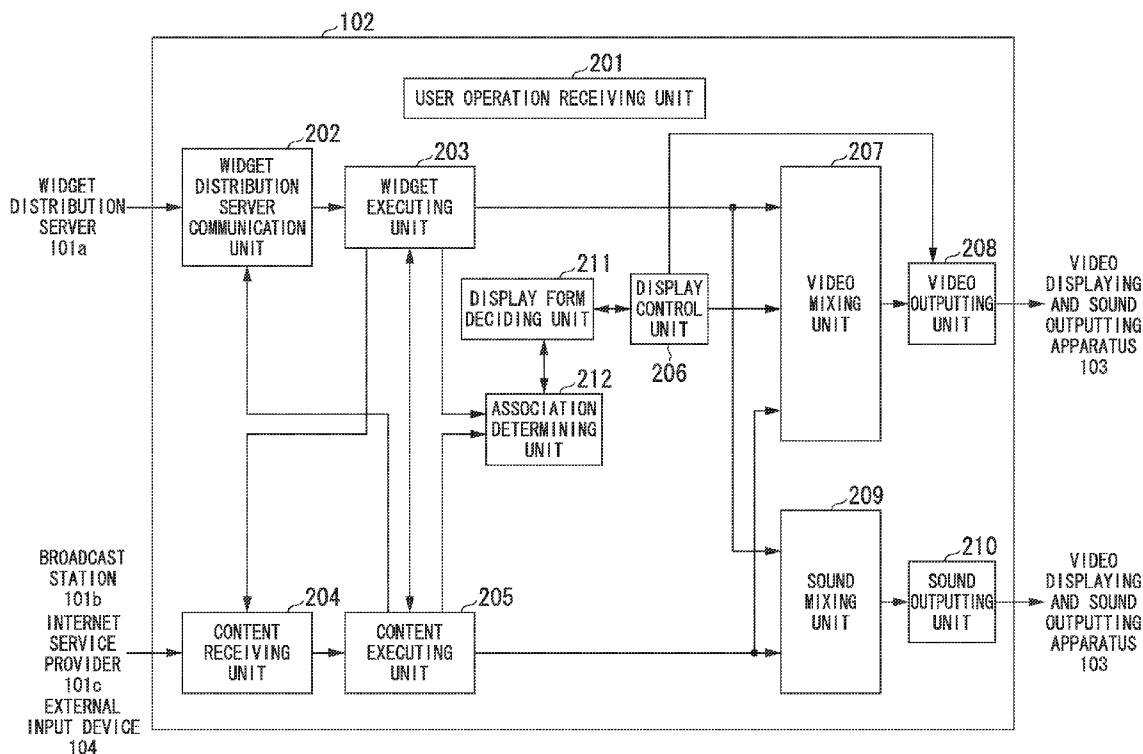 102
201
USER OPERATION RECEIVING UNIT
202
WIDGET
DISTRIBUTION
SERVER
COMMUNICATION
UNIT
203
WIDGET
EXECUTING
UNIT
207
VIDEO
MIXING
UNIT
208
VIDEO
OUTPUTTING
UNIT
WIDGET
DISTRIBUTION
SERVER
101a
211
DISPLAY FORM
DECIDING UNIT
DISPLAY
CONTROL
UNIT
206
VIDEO
DISPLAYING
AND SOUND
OUTPUTTING
APPARATUS
103
212
ASSOCIATION
DETERMINING
UNIT
209
SOUND
MIXING
UNIT
210
SOUND
OUTPUTTING
UNIT
VIDEO
DISPLAYING
AND SOUND
OUTPUTTING
APPARATUS
103
BROADCAST
STATION
101b
INTERNET
SERVICE
PROVIDER
101c
EXTERNAL
INPUT DEVICE
104
204
CONTENT
RECEIVING
UNIT
205
CONTENT
EXECUTING
UNIT